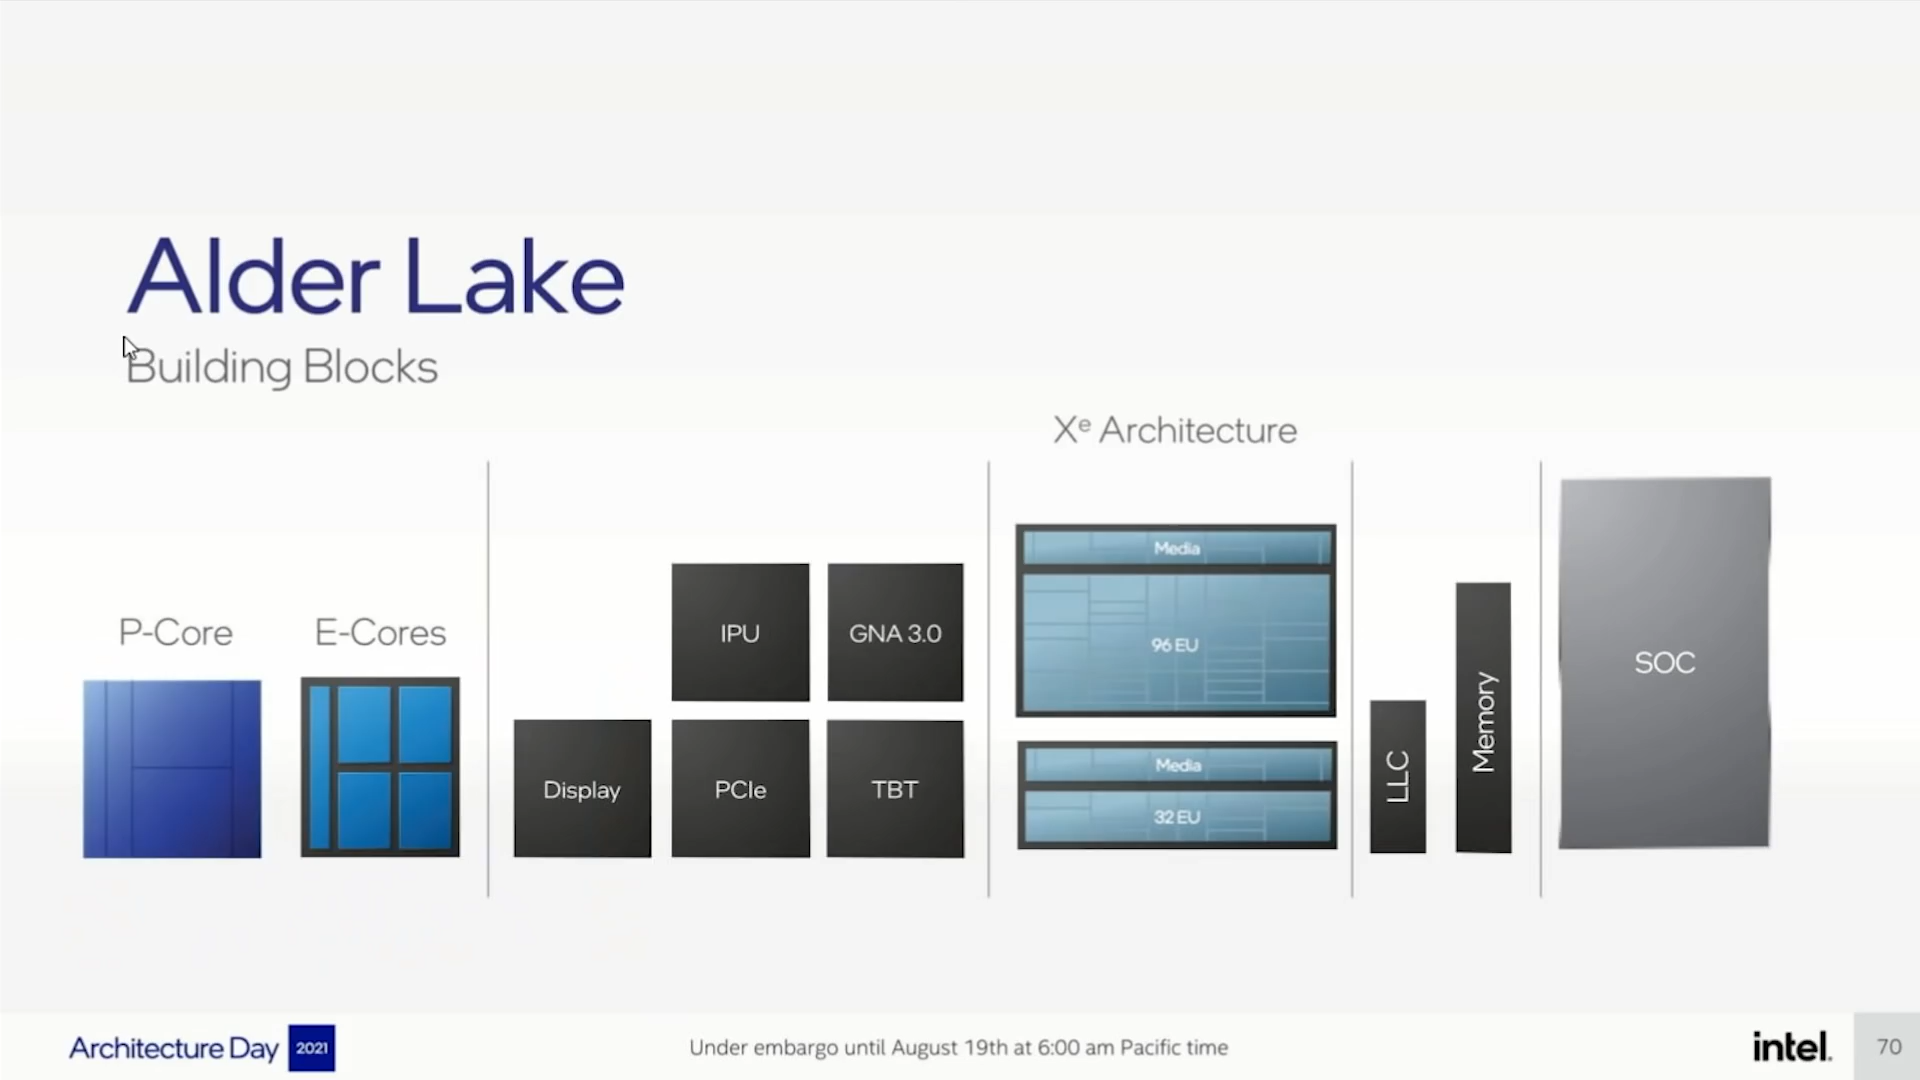 Alder Lake
Building Blocks
Xᵉ Architecture
P-Core
E-Cores
IPU
GNA 3.0
Display
PCIe
TBT
Media
96 EU
Media
32 EU
LLC
Memory
SOC
Architecture Day 2021
Under embargo until August 19th at 6:00 am Pacific time
intel.
70